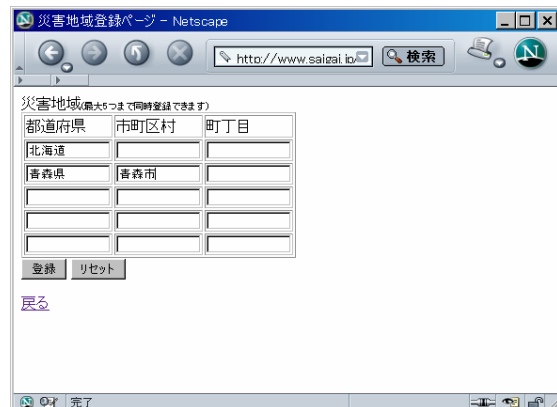 災害地域登録ページ - Netscape
http://www.saigai.jp 検索
災害地域(最大5つまで同時登録できます)
都道府県 市町区村 町丁目
北海道
青森県 青森市
登録 リセット
戻る
完了